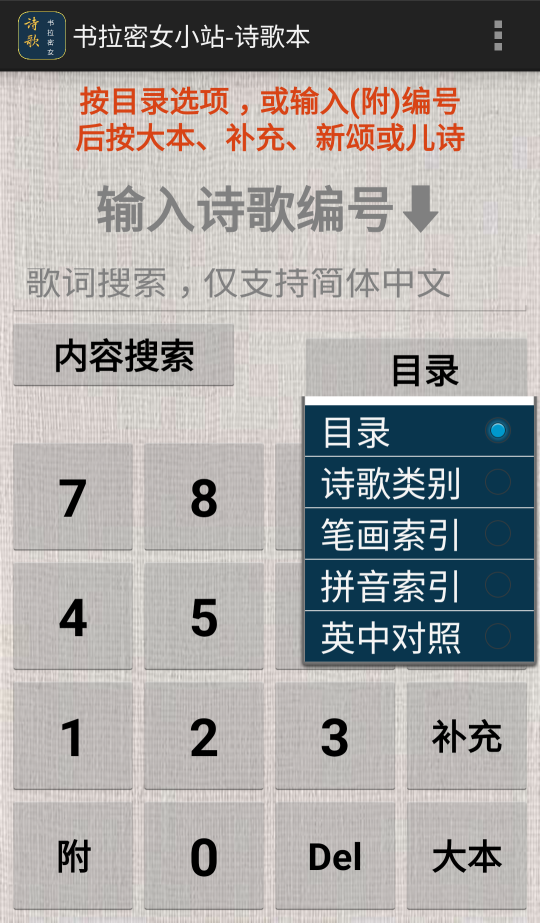 诗歌 书拉密女
书拉密女小站-诗歌本
按目录选项，或输入(附)编号
后按大本、补充、新颂或儿诗
输入诗歌编号
歌词搜索，仅支持简体中文
内容搜索
目录
目录
诗歌类别
笔画索引
拼音索引
英中对照
7 8
4 5
1 2 3 补充
附 0 Del 大本